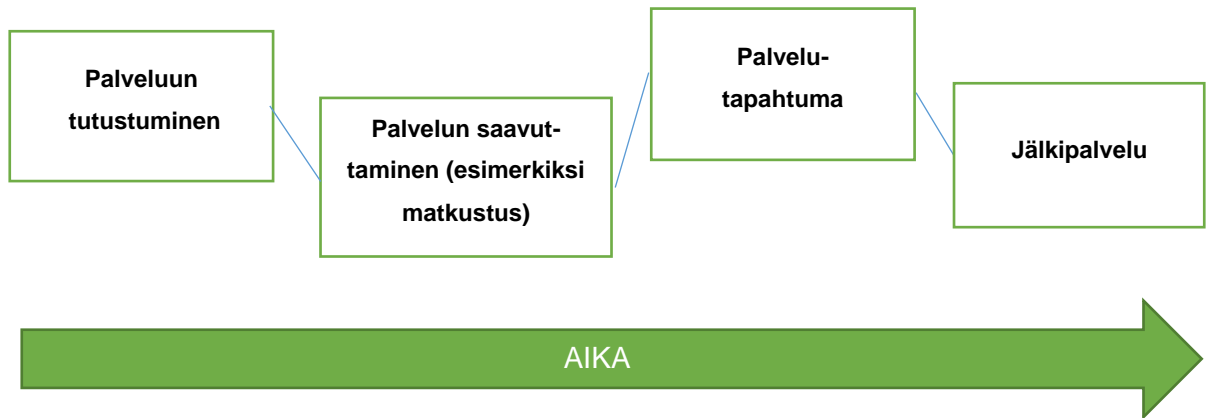 Palveluun
tutustuminen
Palvelun saavut-
taminen (esimerkiksi
matkustus)
Palvelu-
tapahtuma
Jälkipalvelu
AIKA